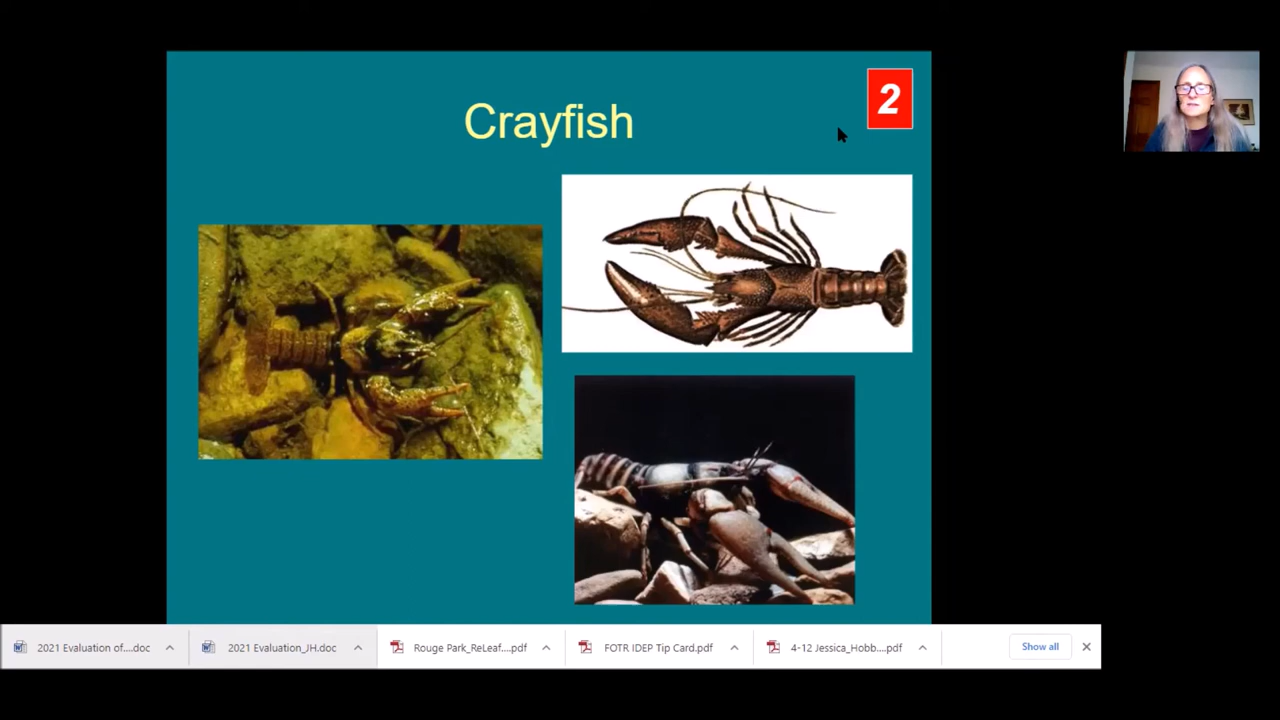 2
Crayfish
2021 Evaluation of....doc
2021 Evaluation_JH.doc
Rouge Park_ReLeaf....pdf
FOTR IDEP Tip Card.pdf
4-12 Jessica_Hobb....pdf
Show all